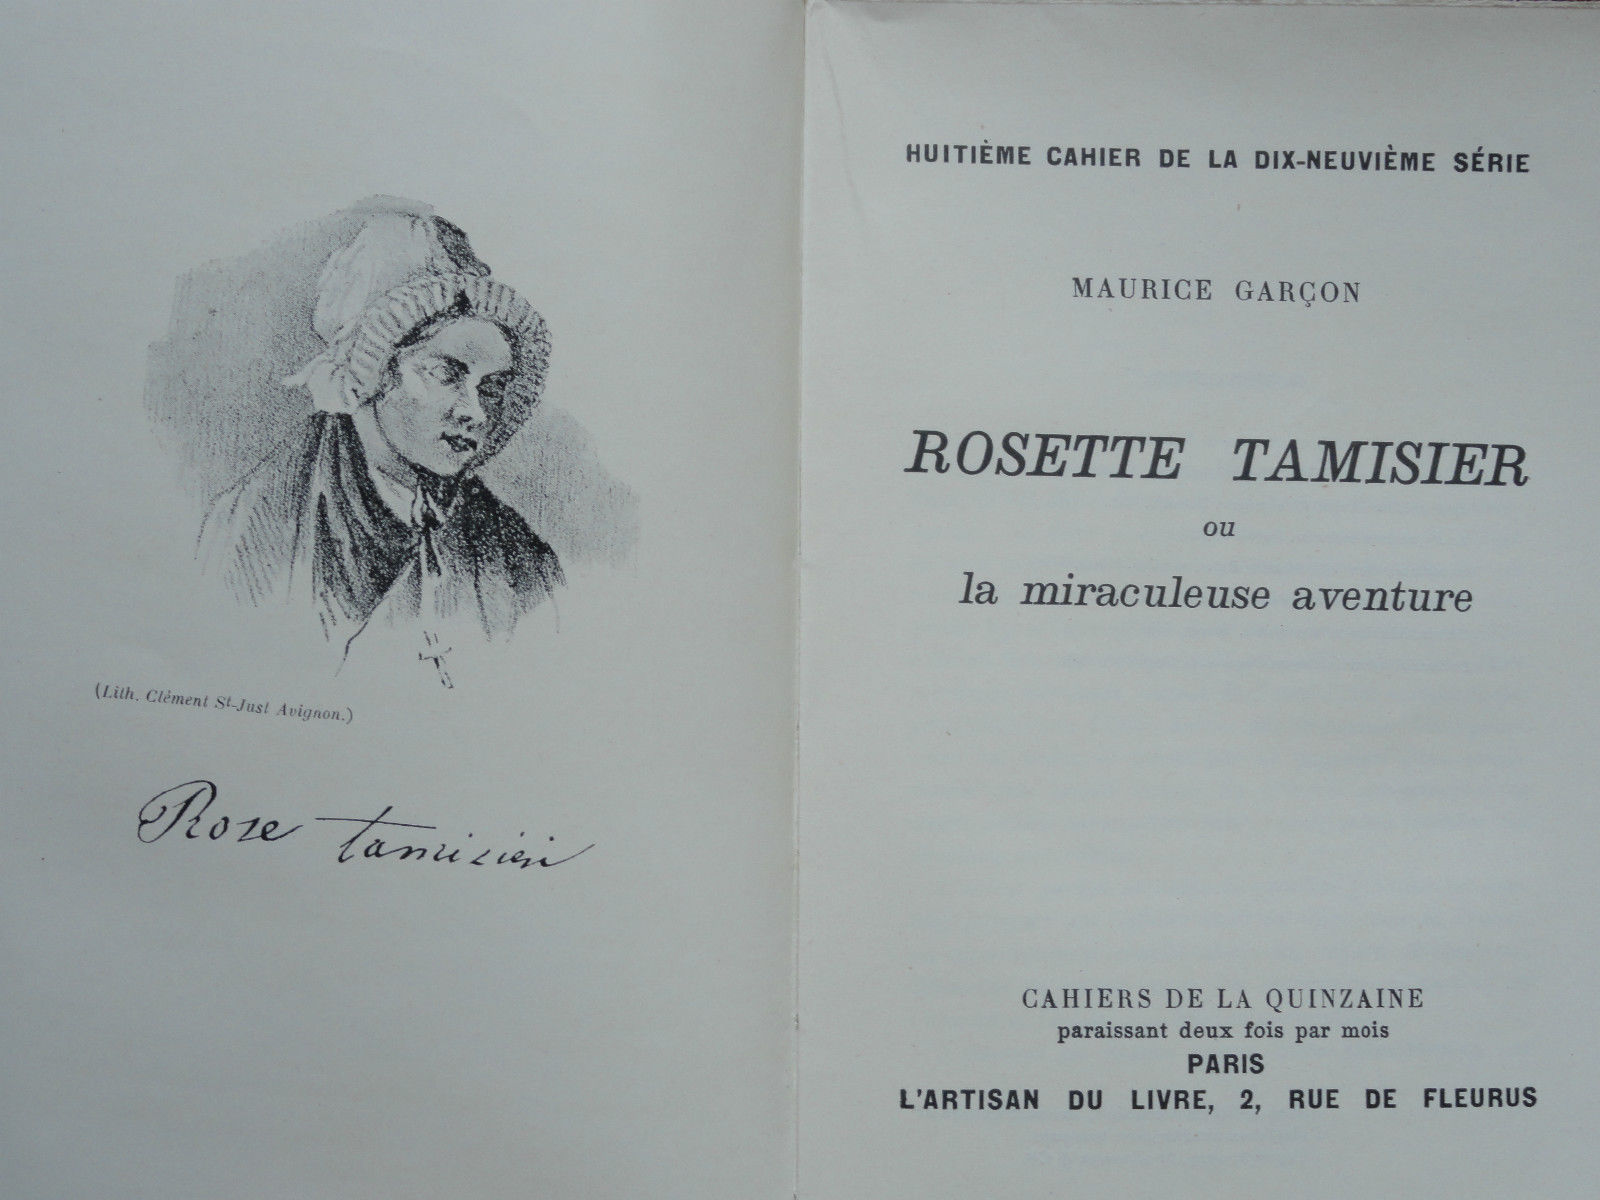 (Lith. Clément St-Just Avignon.)
Rose tamisier
HUITIÈME CAHIER DE LA DIX-NEUVIÈME SÉRIE
MAURICE GARÇON
ROSETTE TAMISIER
ou
la miraculeuse aventure
CAHIERS DE LA QUINZAINE
paraissant deux fois par mois
PARIS
L'ARTISAN DU LIVRE, 2, RUE DE FLEURUS